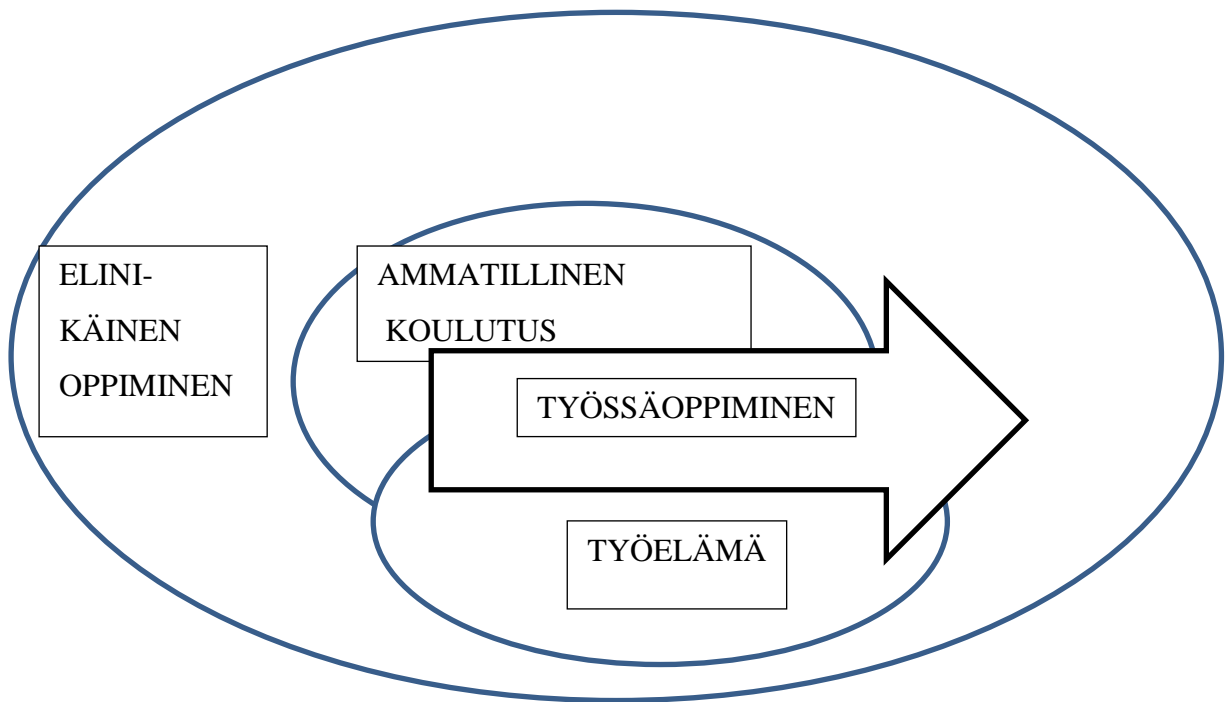 ELINI-
KÄINEN
OPPIMINEN
AMMATILLINEN
KOULUTUS
TYÖSSÄOPPIMINEN
TYÖELÄMÄ